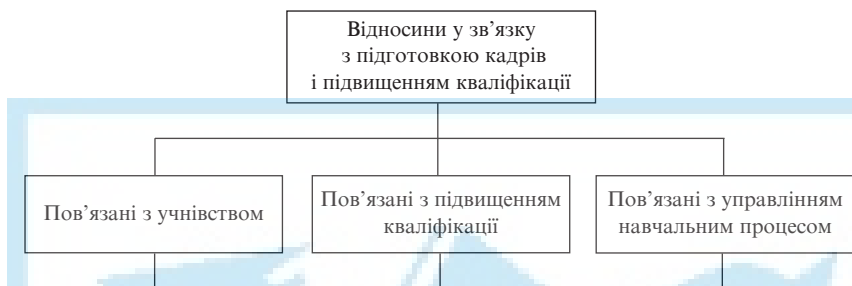 Відносини у зв’язку
з підготовкою кадрів
і підвищенням кваліфікації
Пов’язані з учнівством
Пов’язані з підвищенням
кваліфікації
Пов’язані з управлінням
навчальним процесом